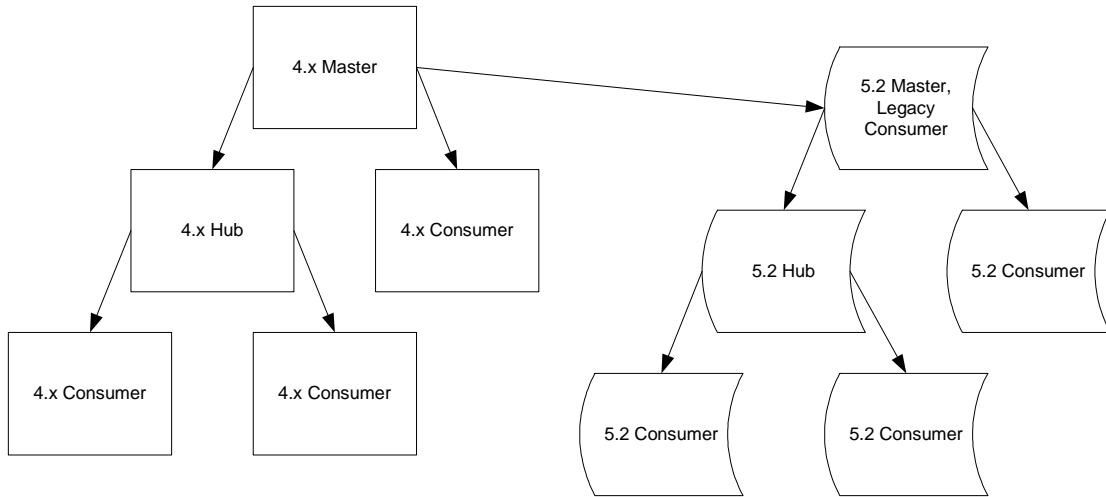 4.x Master
5.2 Master,
Legacy
Consumer
4.x Hub
4.x Consumer
5.2 Hub
5.2 Consumer
4.x Consumer
4.x Consumer
5.2 Consumer
5.2 Consumer